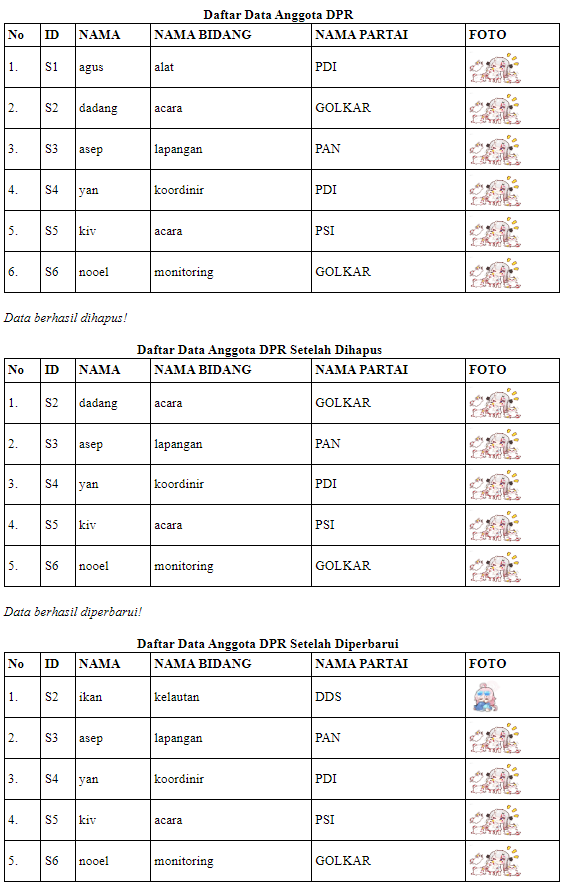 Daftar Data Anggota DPR
No ID NAMA NAMA BIDANG NAMA PARTAI FOTO
1. S1 agus alat PDI
2. S2 dadang acara GOLKAR
3. S3 asep lapangan PAN
4. S4 yan koordinir PDI
5. S5 kiv acara PSI
6. S6 nooel monitoring GOLKAR
Data berhasil dihapus!
Daftar Data Anggota DPR Setelah Dihapus
No ID NAMA NAMA BIDANG NAMA PARTAI FOTO
1. S2 dadang acara GOLKAR
2. S3 asep lapangan PAN
3. S4 yan koordinir PDI
4. S5 kiv acara PSI
5. S6 nooel monitoring GOLKAR
Data berhasil diperbarui!
Daftar Data Anggota DPR Setelah Diperbarui
No ID NAMA NAMA BIDANG NAMA PARTAI FOTO
1. S2 ikan kelautan DDS
2. S3 asep lapangan PAN
3. S4 yan koordinir PDI
4. S5 kiv acara PSI
5. S6 nooel monitoring GOLKAR